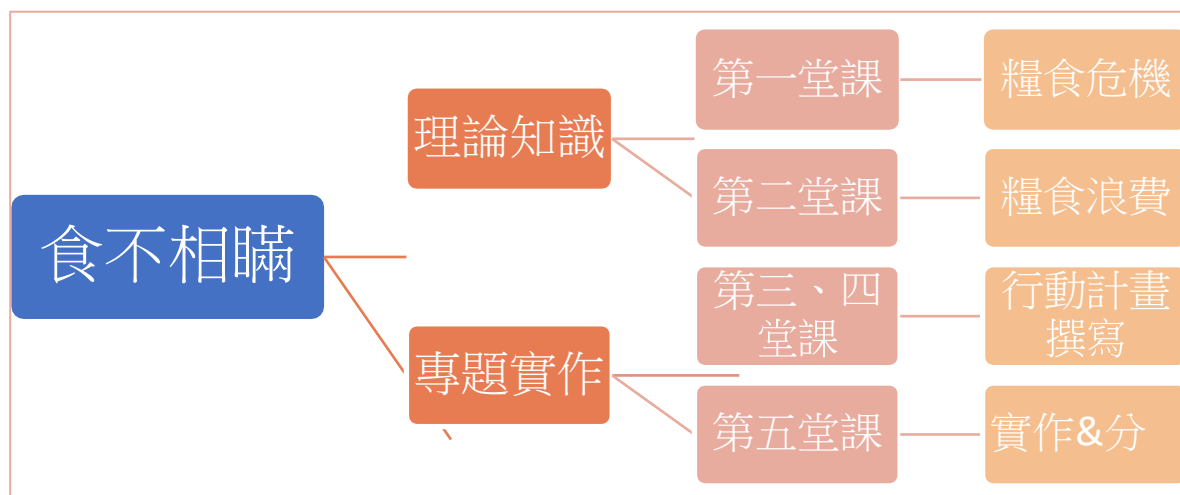 食不相瞞
理論知識
第一堂課
糧食危機
第二堂課
糧食浪費
專題實作
第三、四
堂課
行動計畫
撰寫
第五堂課
實作&分